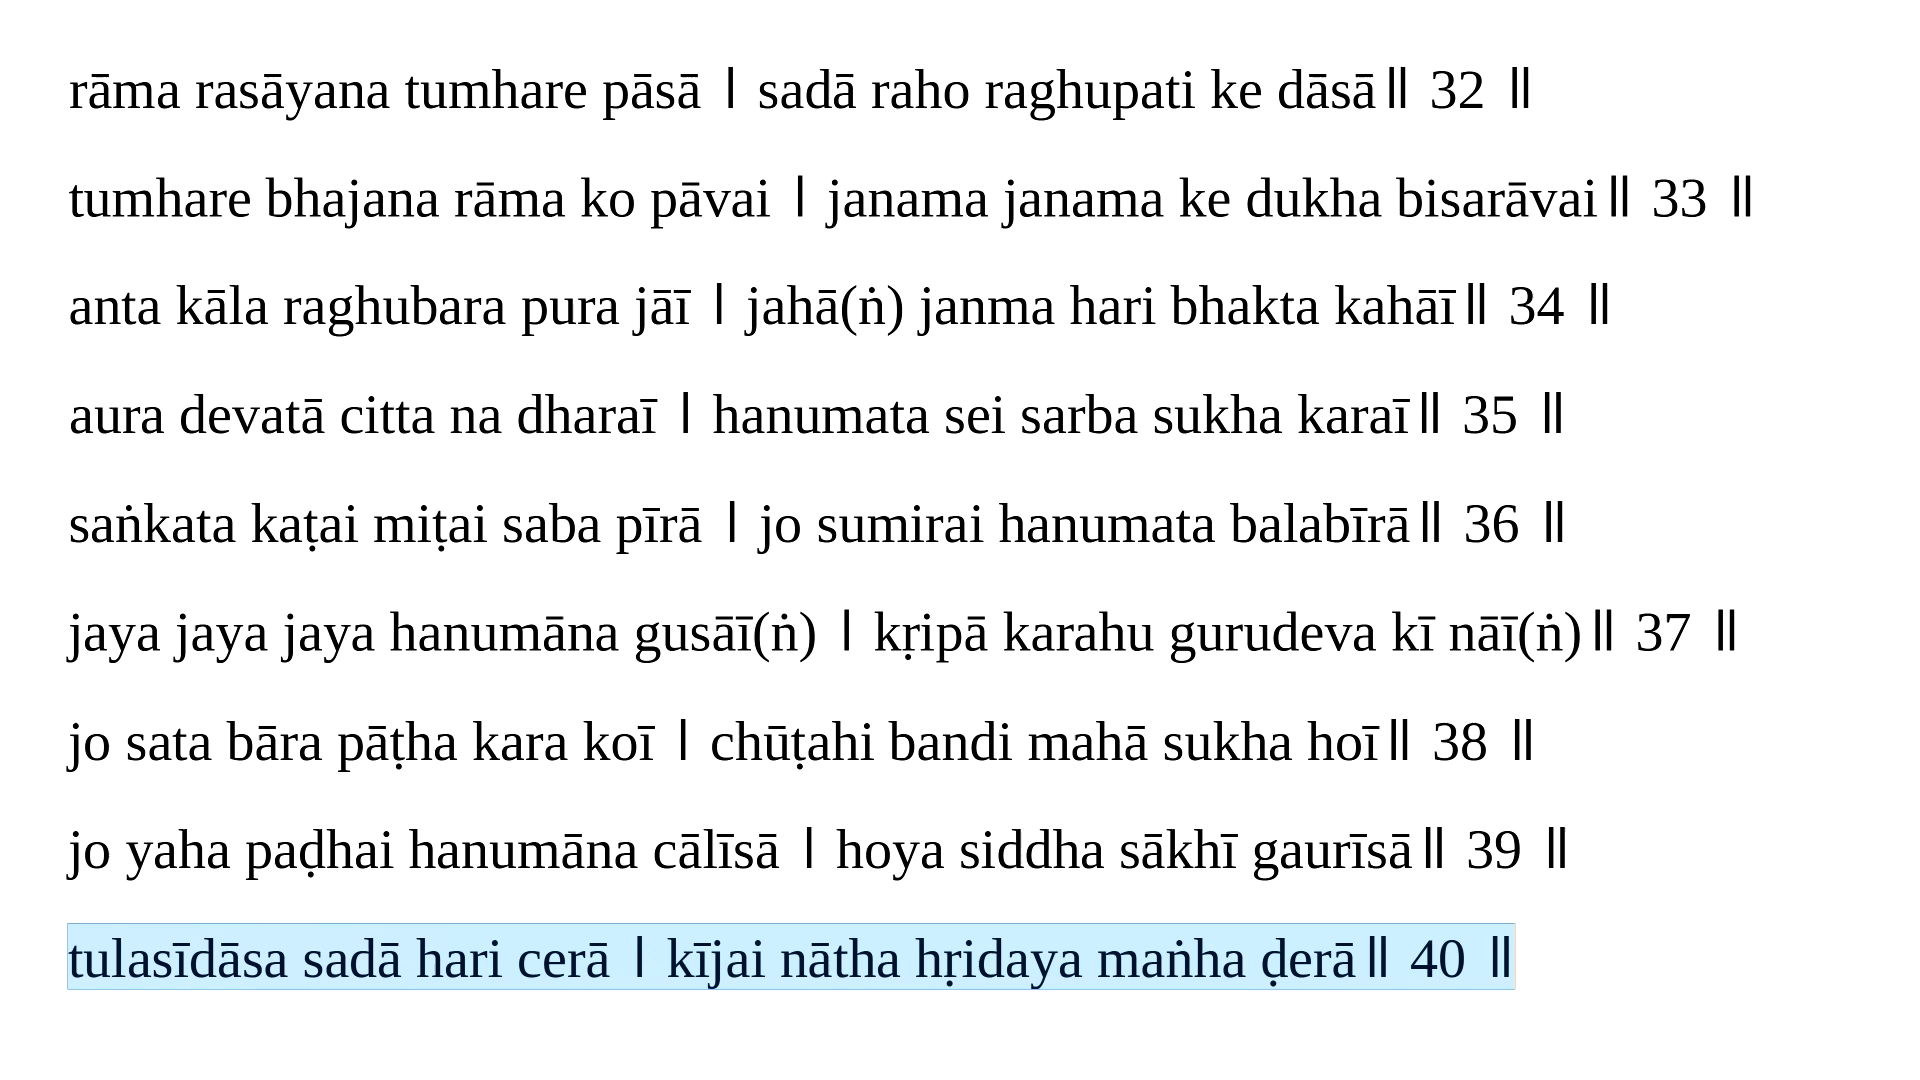 rāma rasāyana tumhare pāsā । sadā raho raghupati ke dāsā॥ 32 ॥
tumhare bhajana rāma ko pāvai । janama janama ke dukha bisarāvai॥ 33 ॥
anta kāla raghubara pura jāī । jahā(ṅ) janma hari bhakta kahāī॥ 34 ॥
aura devatā citta na dharaī । hanumata sei sarba sukha karaī॥ 35 ॥
saṅkata kaṭai miṭai saba pīrā । jo sumirai hanumata balabīrā॥ 36 ॥
jaya jaya jaya hanumāna gusāī(ṅ) । kṛipā karahu gurudeva kī nāī(ṅ)॥ 37 ॥
jo sata bāra pāṭha kara koī । chūṭahi bandi mahā sukha hoī॥ 38 ॥
jo yaha paḍhai hanumāna cālīsā । hoya siddha sākhī gaurīsā॥ 39 ॥
tulasīdāsa sadā hari cerā । kījai nātha hṛidaya maṅha ḍerā॥ 40 ॥